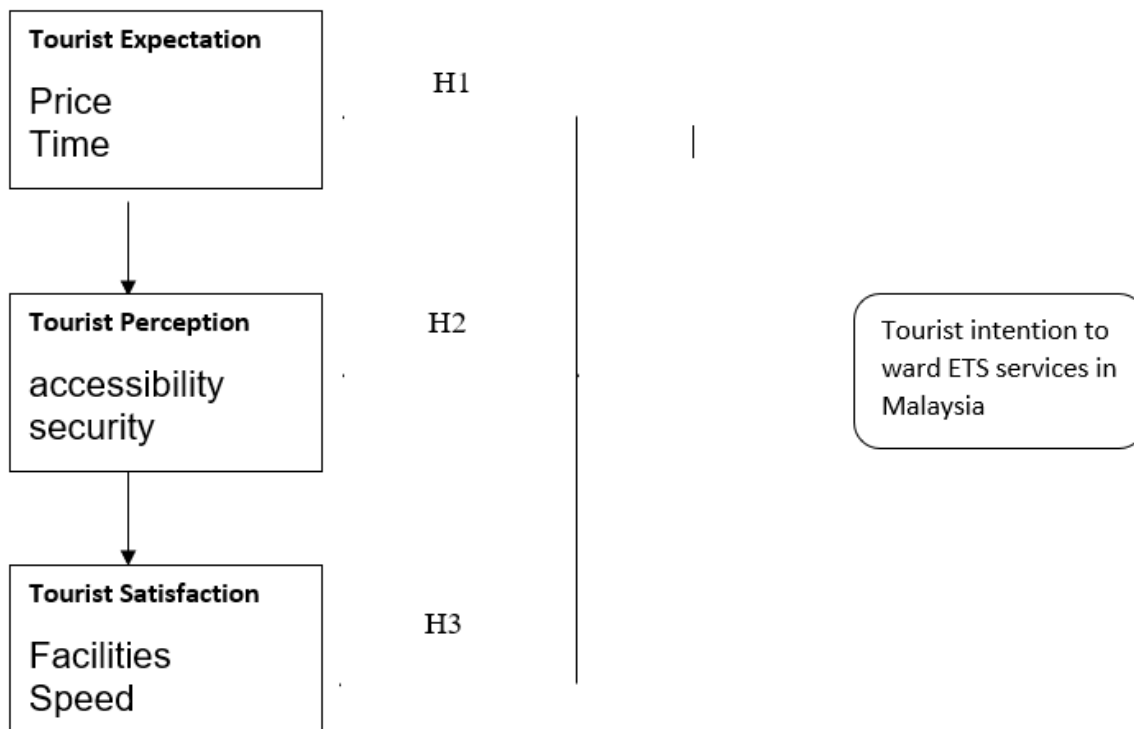 Tourist Expectation
Price
Time
H1
Tourist Perception
accessibility
security
H2
Tourist intention to
ward ETS services in
Malaysia
Tourist Satisfaction
Facilities
Speed
H3